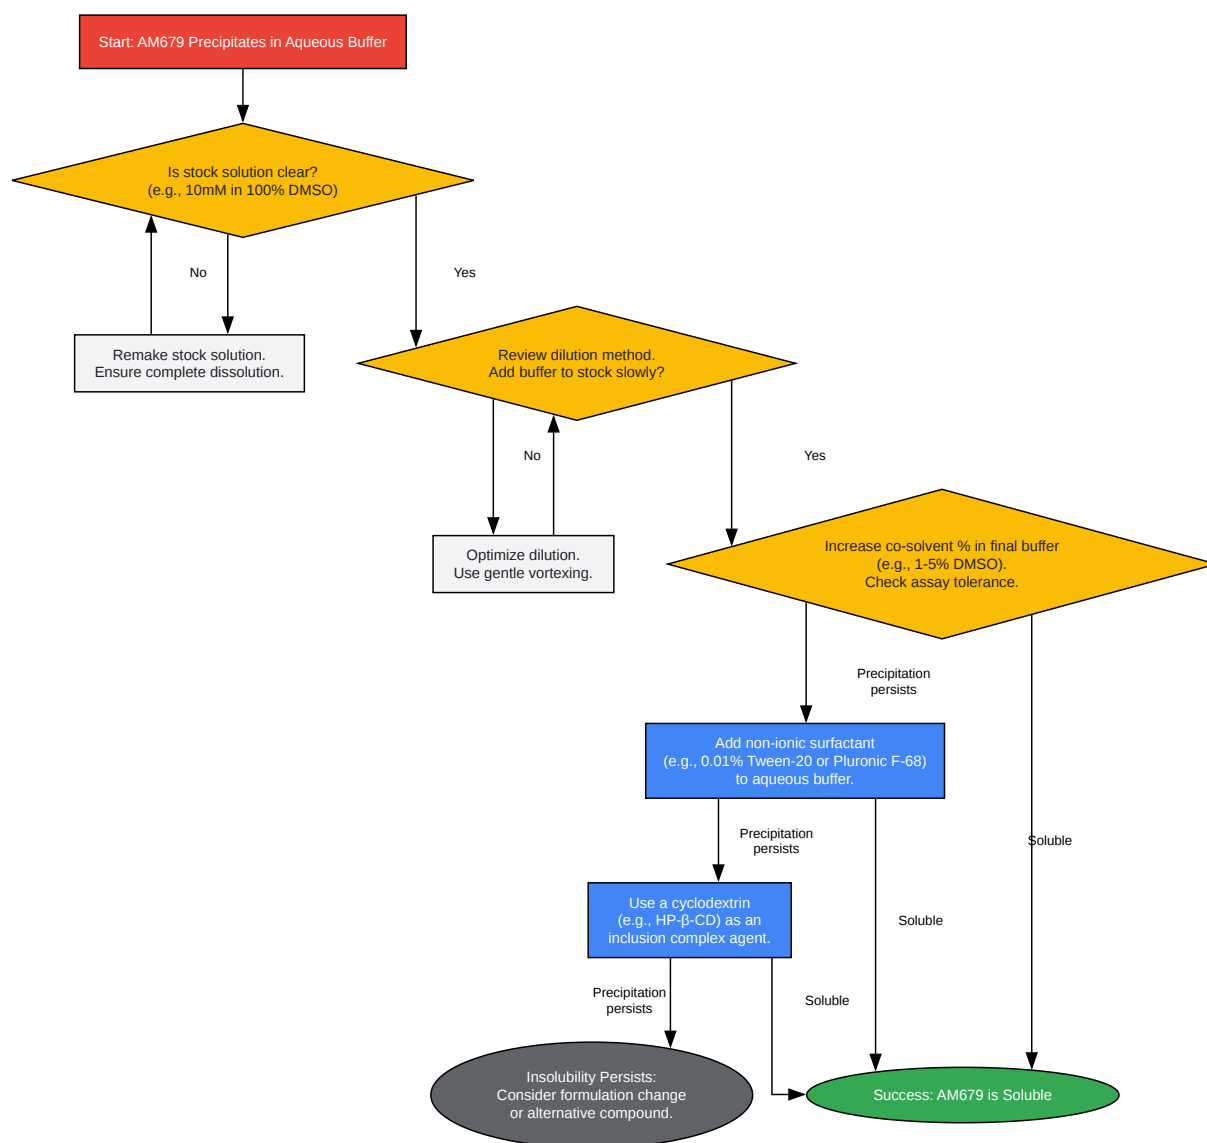 Start: AM679 Precipitates in Aqueous Buffer
Is stock solution clear?
(e.g., 10mM in 100% DMSO)
No
Yes
Remake stock solution.
Ensure complete dissolution.
Review dilution method.
Add buffer to stock slowly?
No
Yes
Optimize dilution.
Use gentle vortexing.
Increase co-solvent % in final buffer
(e.g., 1-5% DMSO).
Check assay tolerance.
Precipitation
persists
Add non-ionic surfactant
(e.g., 0.01% Tween-20 or Pluronic F-68)
to aqueous buffer.
Precipitation
persists
Soluble
Use a cyclodextrin
(e.g., HP-β-CD) as an
inclusion complex agent.
Soluble
Precipitation
persists
Soluble
Insolubility Persists:
Consider formulation change
or alternative compound.
Success: AM679 is Soluble